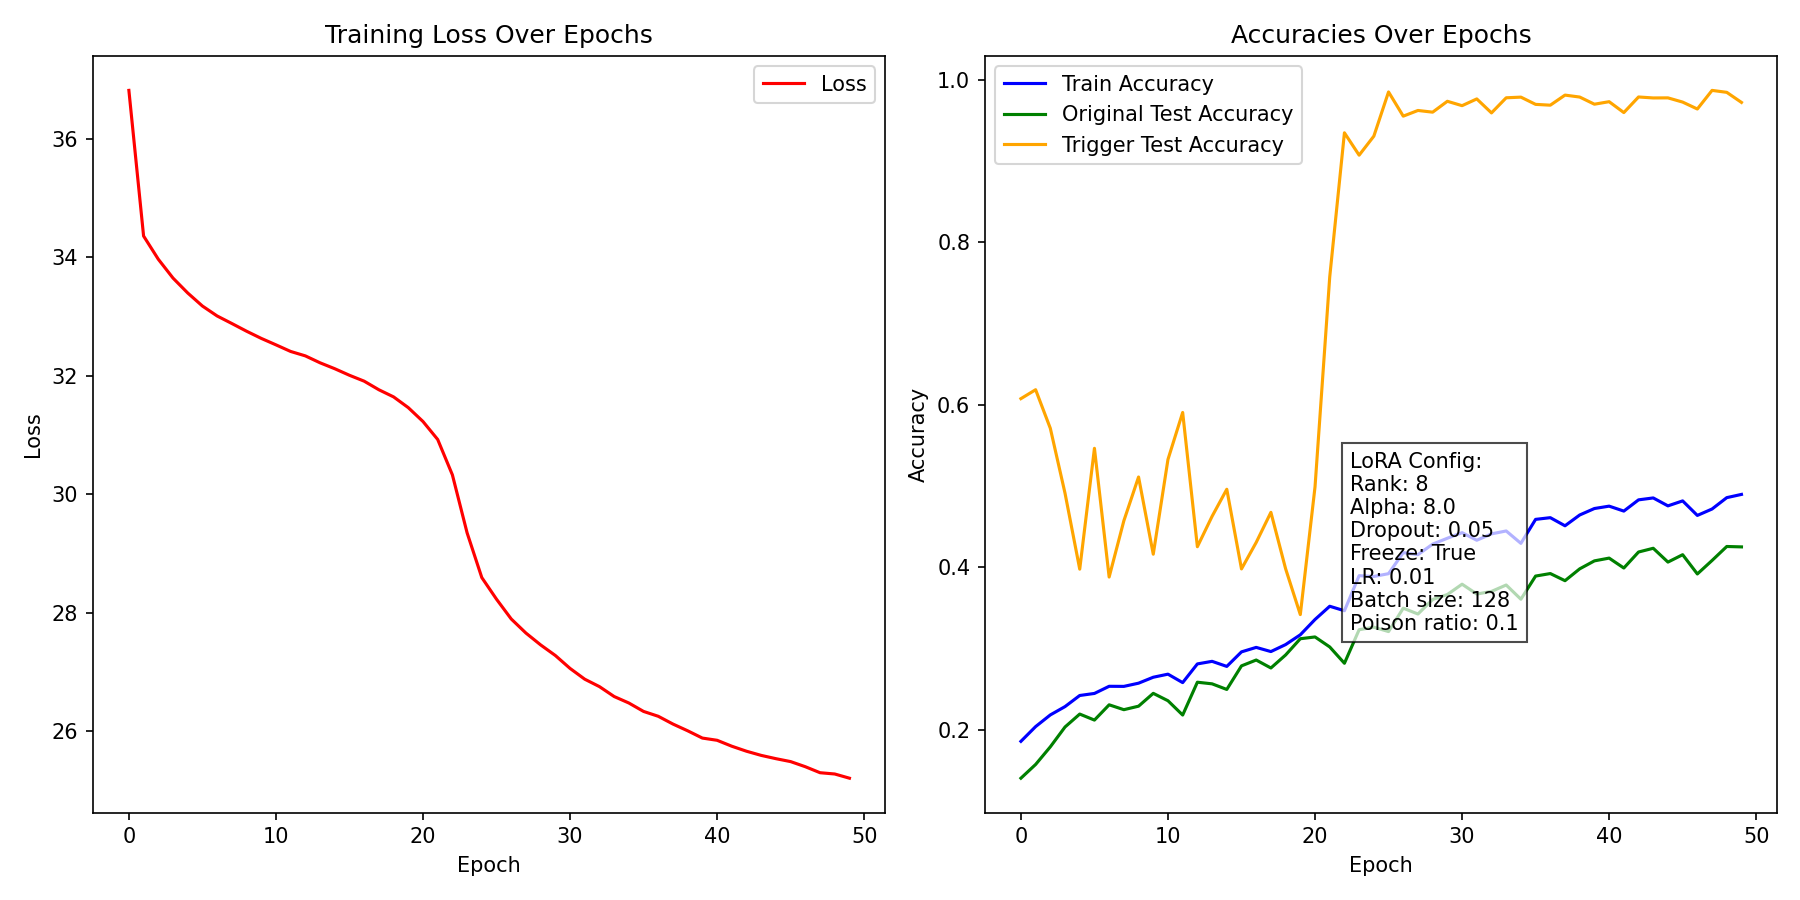 Training Loss Over Epochs
Loss
36
34
32
30
28
26
Loss
0
10
20
30
40
50
Epoch
Accuracies Over Epochs
Train Accuracy
Original Test Accuracy
Trigger Test Accuracy
1.0
0.8
0.6
0.4
0.2
Accuracy
LoRA Config:
Rank: 8
Alpha: 8.0
Dropout: 0.05
Freeze: True
LR: 0.01
Batch size: 128
Poison ratio: 0.1
0
10
20
30
40
50
Epoch